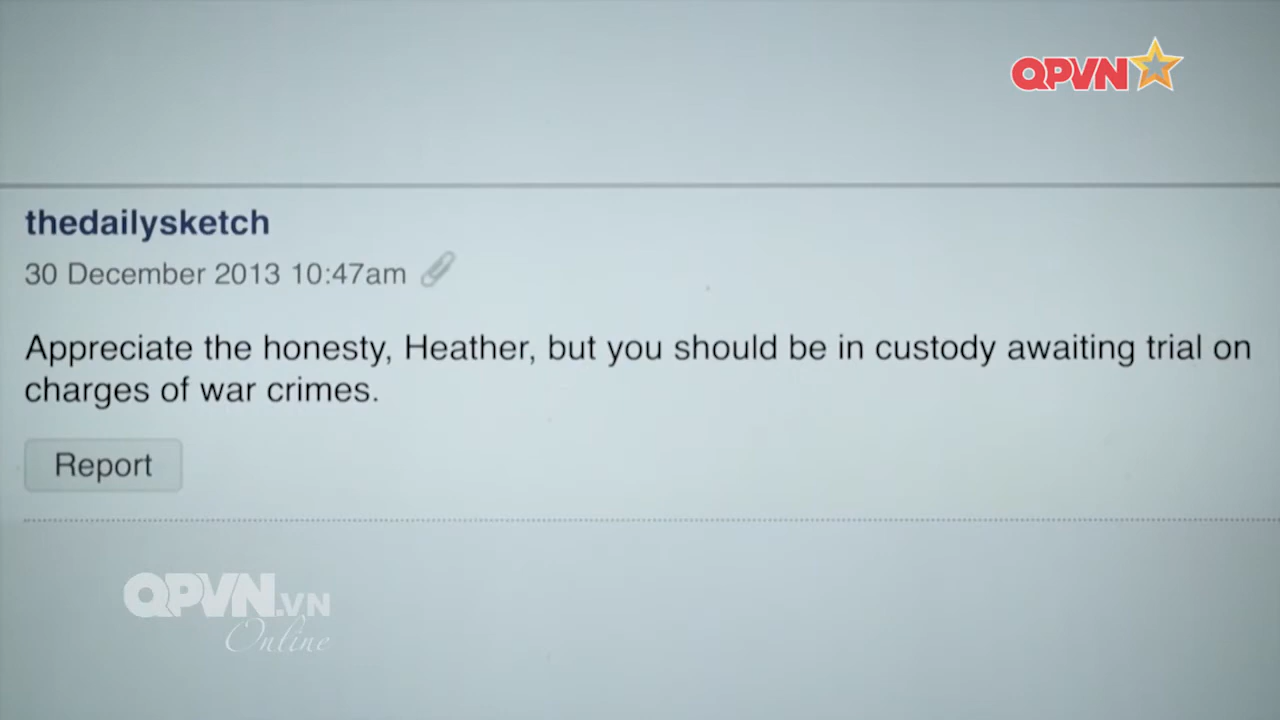 QPVN
thedailysketch
30 December 2013 10:47am
Appreciate the honesty, Heather, but you should be in custody awaiting trial on
charges of war crimes.
Report
QPVN.VN
Online